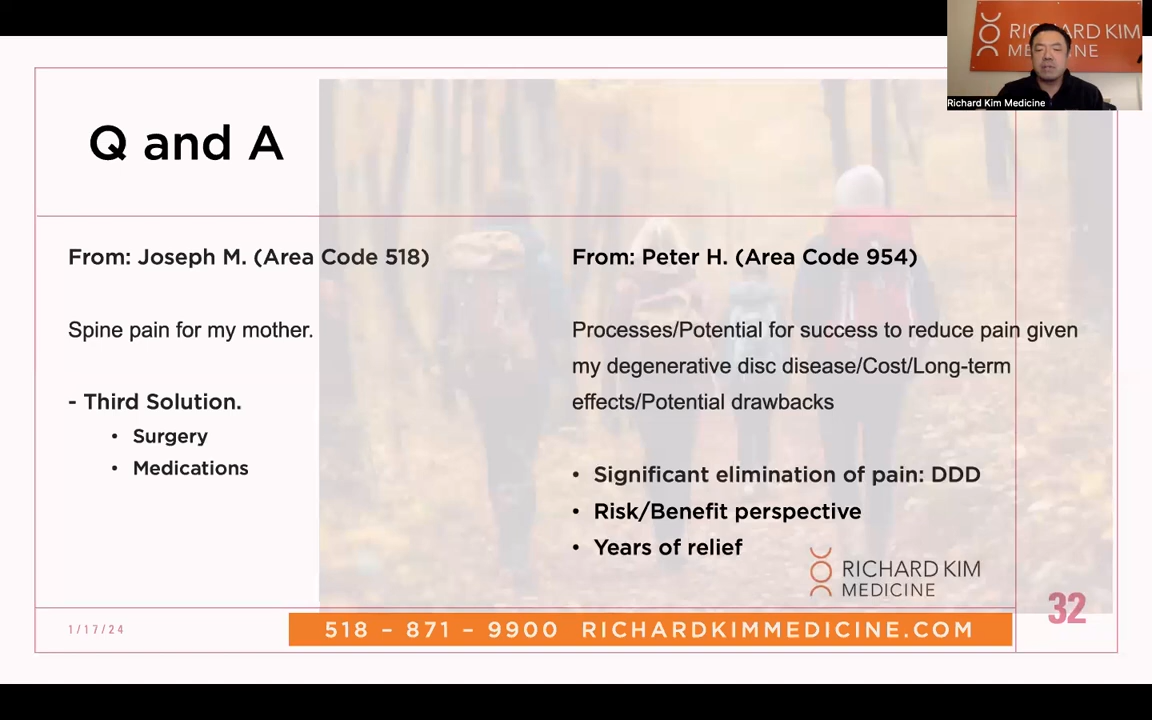 RICHARD KIM
Richard Kim Medicine
Q and A
From: Joseph M. (Area Code 518)
Spine pain for my mother.
- Third Solution.
• Surgery
• Medications
From: Peter H. (Area Code 954)
Processes/Potential for success to reduce pain given
my degenerative disc disease/Cost/Long-term
effects/Potential drawbacks
• Significant elimination of pain: DDD
• Risk/Benefit perspective
• Years of relief
RICHARD KIM
MEDICINE
1/17/24
518 – 871 – 9900 RICHARDKIMMEDICINE.COM
32